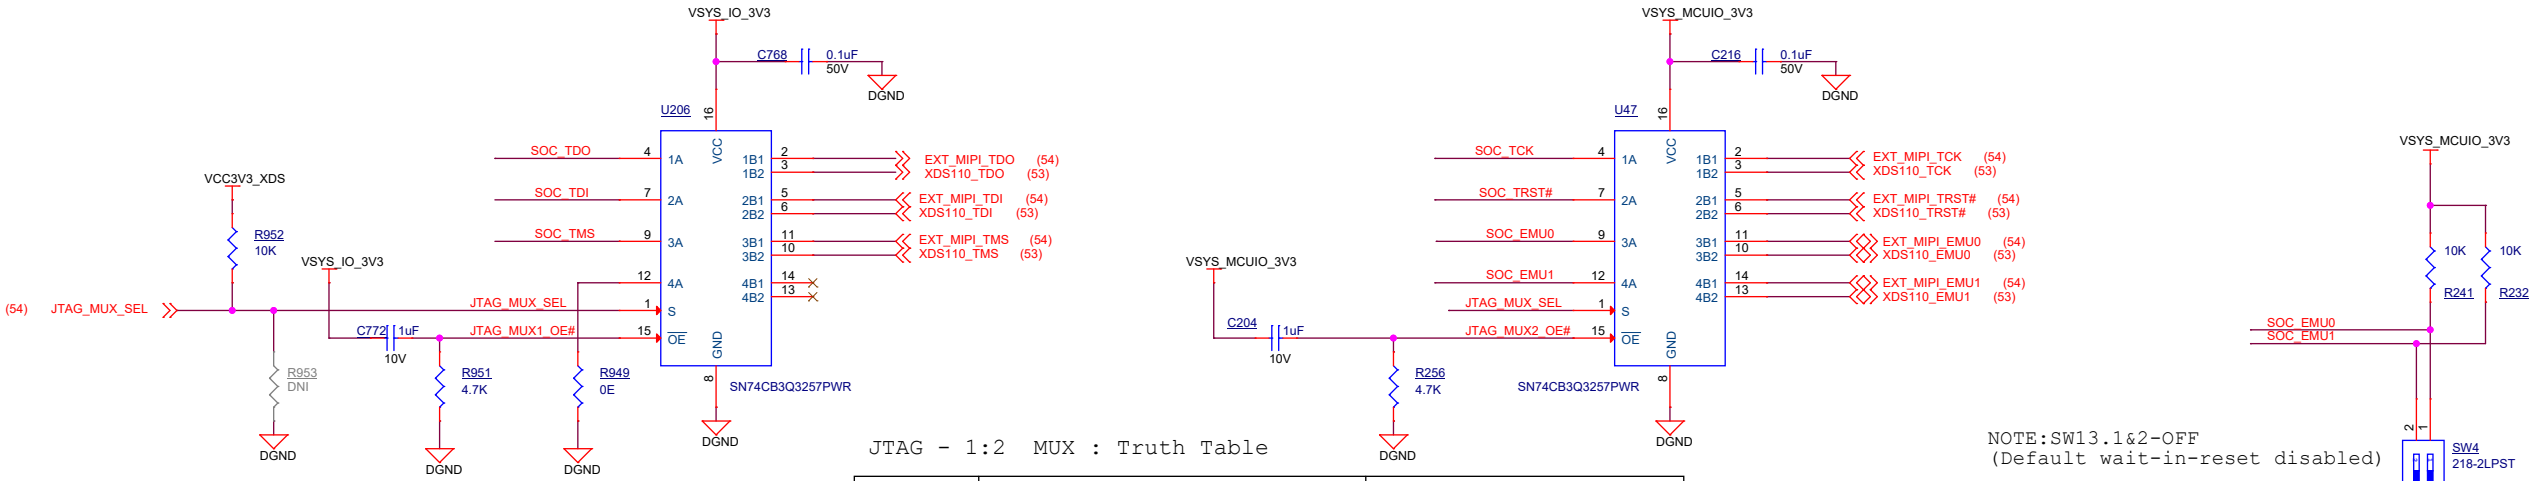 VSYS_IO_3V3
C768
0.1uF
50V
DGND
U206
16
VCC
SOC_TDO
4
1A
1B1
2
EXT_MIPI_TDO (54)
1B2
3
XDS110_TDO (53)
SOC_TDI
7
2A
2B1
5
EXT_MIPI_TDI (54)
2B2
6
XDS110_TDI (53)
SOC_TMS
9
3A
3B1
11
EXT_MIPI_TMS (54)
3B2
10
XDS110_TMS (53)
12
4A
4B1
14
4B2
13
JTAG_MUX_SEL
1
S
JTAG_MUX1_OE#
15
OE
GND
8
SN74CB3Q3257PWR
DGND
VCC3V3_XDS
R952
10K
VSYS_IO_3V3
(54) JTAG_MUX_SEL
C772
1uF
10V
R953
DNI
DGND
R951
4.7K
DGND
R949
0E
DGND
VSYS_MCUIO_3V3
C216
0.1uF
50V
DGND
U47
16
VCC
SOC_TCK
4
1A
1B1
2
EXT_MIPI_TCK (54)
1B2
3
XDS110_TCK (53)
SOC_TRST#
7
2A
2B1
5
EXT_MIPI_TRST# (54)
2B2
6
XDS110_TRST# (53)
SOC_EMU0
9
3A
3B1
11
EXT_MIPI_EMU0 (54)
3B2
10
XDS110_EMU0 (53)
SOC_EMU1
12
4A
4B1
14
EXT_MIPI_EMU1 (54)
4B2
13
XDS110_EMU1 (53)
JTAG_MUX_SEL
1
S
JTAG_MUX2_OE#
15
OE
GND
8
SN74CB3Q3257PWR
DGND
VSYS_MCUIO_3V3
C204
1uF
10V
R256
4.7K
DGND
VSYS_MCUIO_3V3
10K
R241
10K
R232
SOC_EMU0
SOC_EMU1
2
1
SW4
218-2LPST
JTAG - 1:2 MUX : Truth Table
NOTE:SW13.1&2-OFF
(Default wait-in-reset disabled)